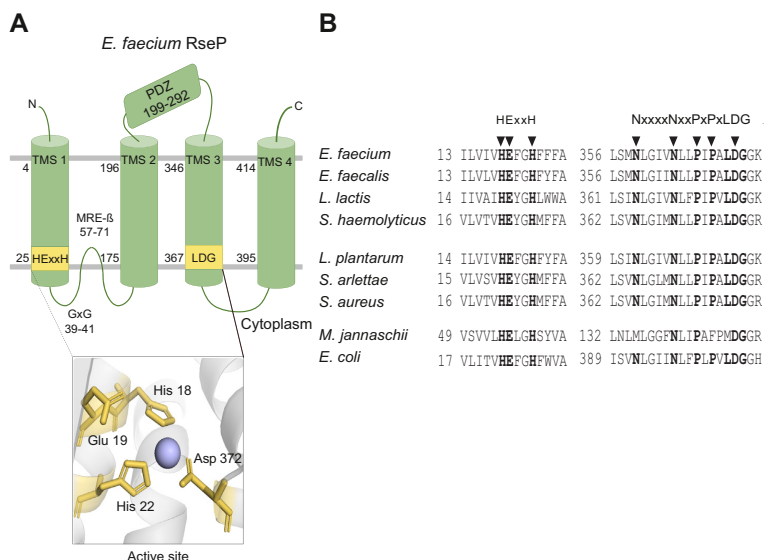 A
E. faecium RseP
PDZ
199-292
N
C
TMS 1
TMS 2
TMS 3
TMS 4
4
196
346
414
MRE-ß
57-71
25
HExxH
175
367
LDG
395
GxG
39-41
Cytoplasm
His 18
Glu 19
Asp 372
His 22
Active site
B
HExxH NxxxxNxxPxPxLDG
E. faecium 13 ILVIVHEFGHFFFA 356 LSMNLGIVNLLPIPALDGGK
E. faecalis 13 ILVIVHEFGHFYFA 361 LSMNLGIINLLPIPALDGGK
L. lactis 14 IIVAIHEYGHLWWA 361 LSVNLGIVNLFPIPVLDGGK
S. haemolyticus 16 VLVTVHEYGHMFFA 362 LSVNLGIMNLLPIPALDGGR
L. plantarum 14 ILVIVHEFGHFYFA 359 LSINLGIVNLLPIPALDGGK
S. arlettae 15 VLVSVHEYGHMFFA 361 LSVNLGLMNLLPIPALDGGR
S. aureus 16 VLVTVHEYGHMFFA 362 LSVNLGIMNLLPIPALDGGR
M. jannaschii 49 VSVVLHELGHSYVA 132 LNLMLGGFNLIPAFPMDGGR
E. coli 17 VLITVHEFGHFWVA 389 ISVNLGIINLFPLPVLDGGH